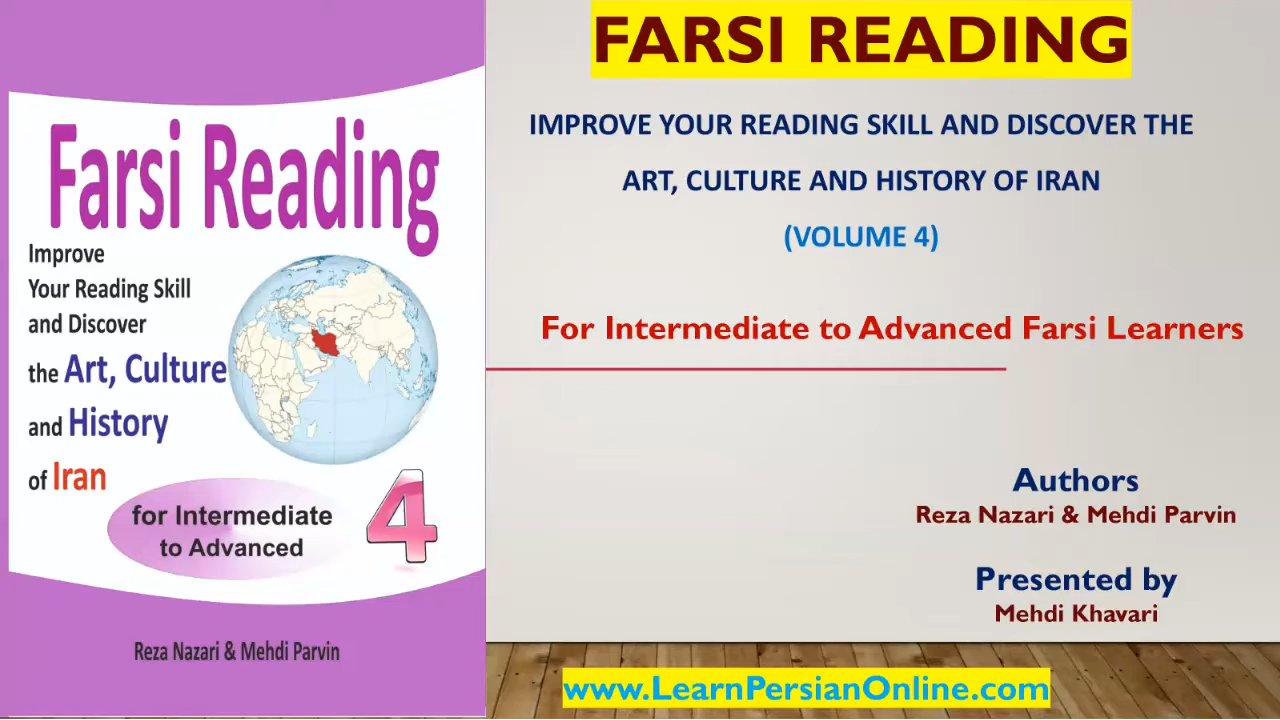 Farsi Reading
Improve
Your Reading Skill
and Discover
the Art, Culture
and History
of Iran
for Intermediate
to Advanced
4
Reza Nazari & Mehdi Parvin
FARSI READING
IMPROVE YOUR READING SKILL AND DISCOVER THE
ART, CULTURE AND HISTORY OF IRAN
(VOLUME 4)
For Intermediate to Advanced Farsi Learners
Authors
Reza Nazari & Mehdi Parvin
Presented by
Mehdi Khavari
www.LearnPersianOnline.com